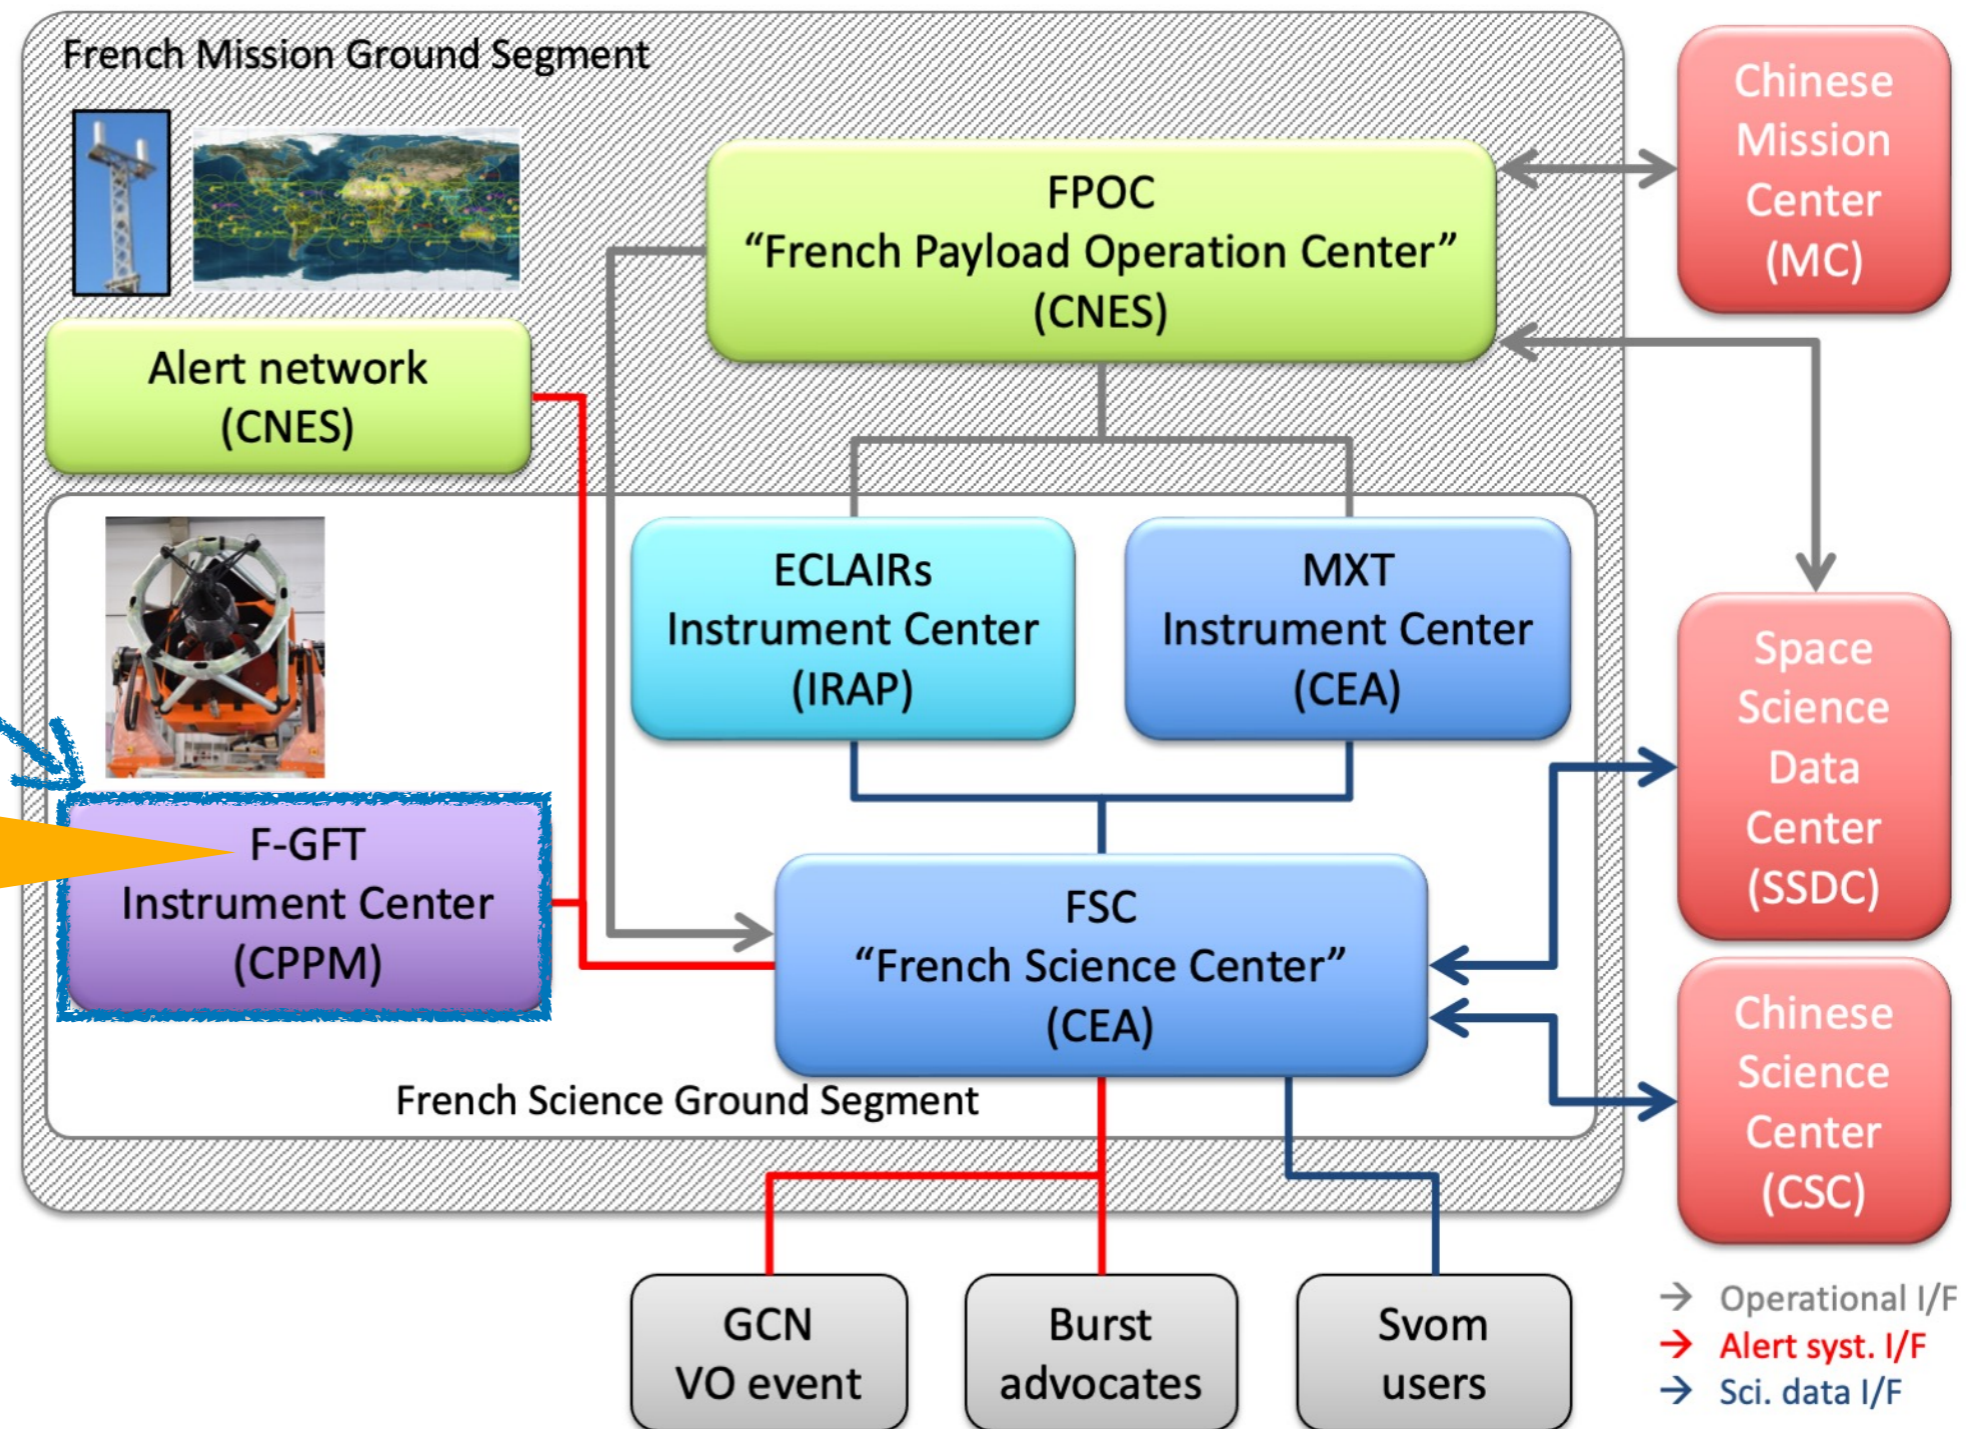 French Mission Ground Segment
FPOC
“French Payload Operation Center”
(CNES)
Chinese
Mission
Center
(MC)
Alert network
(CNES)
ECLAIRs
Instrument Center
(IRAP)
MXT
Instrument Center
(CEA)
Space
Science
Data
Center
(SSDC)
F-GFT
Instrument Center
(CPPM)
FSC
“French Science Center”
(CEA)
Chinese
Science
Center
(CSC)
French Science Ground Segment
GCN
VO event
Burst
advocates
Svom
users
→ Operational I/F
→ Alert syst. I/F
→ Sci. data I/F